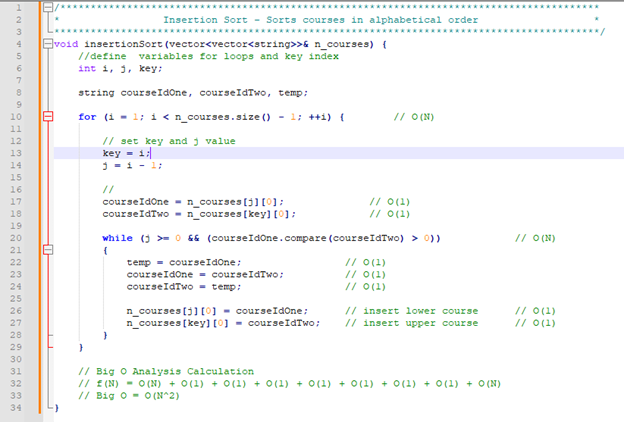 1 /******************************************************************************************
2 * Insertion Sort - Sorts courses in alphabetical order *
3 ******************************************************************************************/
4 void insertionSort(vector<vector<string>>& n_courses) {
5 //define  variables for loops and key index
6 int i, j, key;
7
8 string courseIdOne, courseIdTwo, temp;
9
10 for (i = 1; i < n_courses.size() - 1; ++i) { // O(N)
11
12 // set key and j value
13 key = i;
14 j = i - 1;
15
16 //
17 courseIdOne = n_courses[j][0]; // O(1)
18 courseIdTwo = n_courses[key][0]; // O(1)
19
20 while (j >= 0 && (courseIdOne.compare(courseIdTwo) > 0)) // O(N)
21 {
22 temp = courseIdOne; // O(1)
23 courseIdOne = courseIdTwo; // O(1)
24 courseIdTwo = temp; // O(1)
25
26 n_courses[j][0] = courseIdOne; // insert lower course // O(1)
27 n_courses[key][0] = courseIdTwo; // insert upper course // O(1)
28 }
29 }
30
31 // Big O Analysis Calculation
32 // f(N) = O(N) + O(1) + O(1) + O(1) + O(1) + O(1) + O(1) + O(1) + O(N)
33 // Big O = O(N^2)
34 }